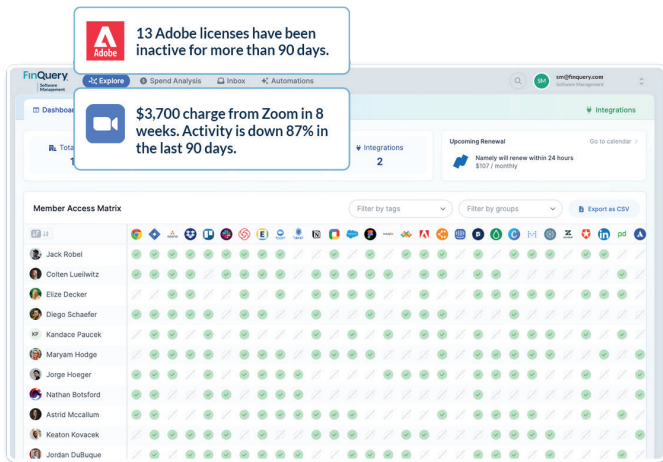 13 Adobe licenses have been
inactive for more than 90 days.
Adobe
FinQuery
Software
Management
Explore
Spend Analysis
Inbox
Automations
SM
sm@finquery.com
Software Management
$3,700 charge from Zoom in 8
weeks. Activity is down 87% in
the last 90 days.
Integrations
Integrations
2
Upcoming Renewal
Go to calendar
Namely will renew within 24 hours
$107 / monthly
Member Access Matrix
Filter by tags
Filter by groups
Export as CSV
Jack Robel
Colten Lueilwitz
Elize Decker
Diego Schaefer
KP
Kandace Paucek
Maryam Hodge
Jorge Hoeger
Nathan Botsford
Astrid Mccallum
Keaton Kovacek
Jordan DuBuque